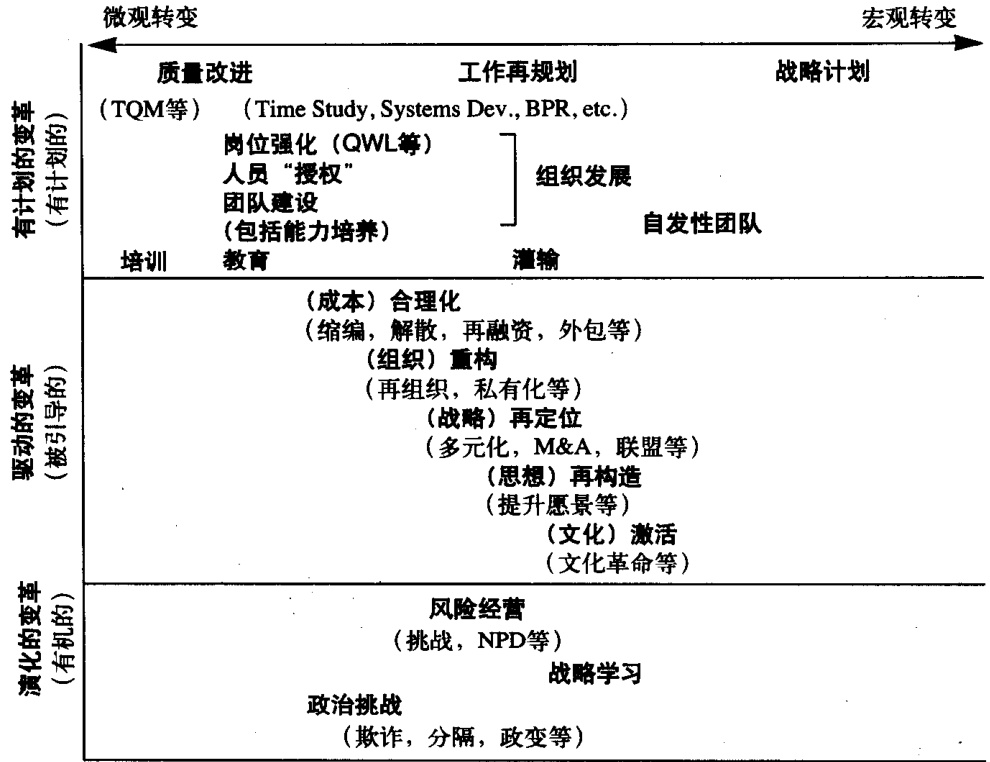 微观转变 宏观转变
质量改进 工作再规划 战略计划
(TQM等) (Time Study, Systems Dev., BPR, etc.)
岗位强化(QWL等)
人员“授权” 组织发展
团队建设
(包括能力培养) 自发性团队
培训 教育 灌输
有计划的变革
(有计划的)
(成本)合理化
(缩编,解散,再融资,外包等)
(组织)重构
(再组织,私有化等)
(战略)再定位
(多元化,M&A,联盟等)
(思想)再构造
(提升愿景等)
(文化)激活
(文化革命等)
驱动的变革
(被引导的)
风险经营
(挑战,NPD等)
战略学习
政治挑战
(欺诈,分隔,政变等)
演化的变革
(有机的)